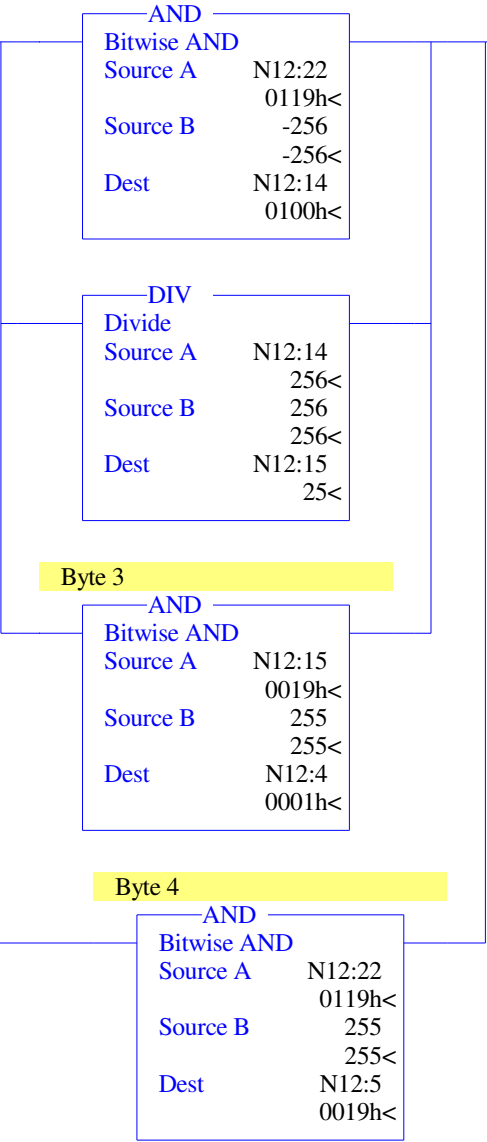 AND
Bitwise AND
Source A N12:22
0119h<
Source B -256
-256<
Dest N12:14
0100h<
DIV
Divide
Source A N12:14
256<
Source B 256
256<
Dest N12:15
25<
Byte 3
AND
Bitwise AND
Source A N12:15
0019h<
Source B 255
255<
Dest N12:4
0001h<
Byte 4
AND
Bitwise AND
Source A N12:22
0119h<
Source B 255
255<
Dest N12:5
0019h<